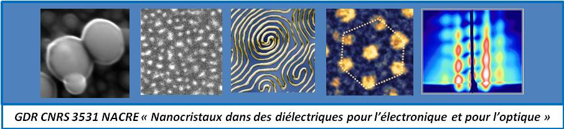 GDR CNRS 3531 NACRE « Nanocristaux dans des diélectriques pour l’électronique et pour l’optique »